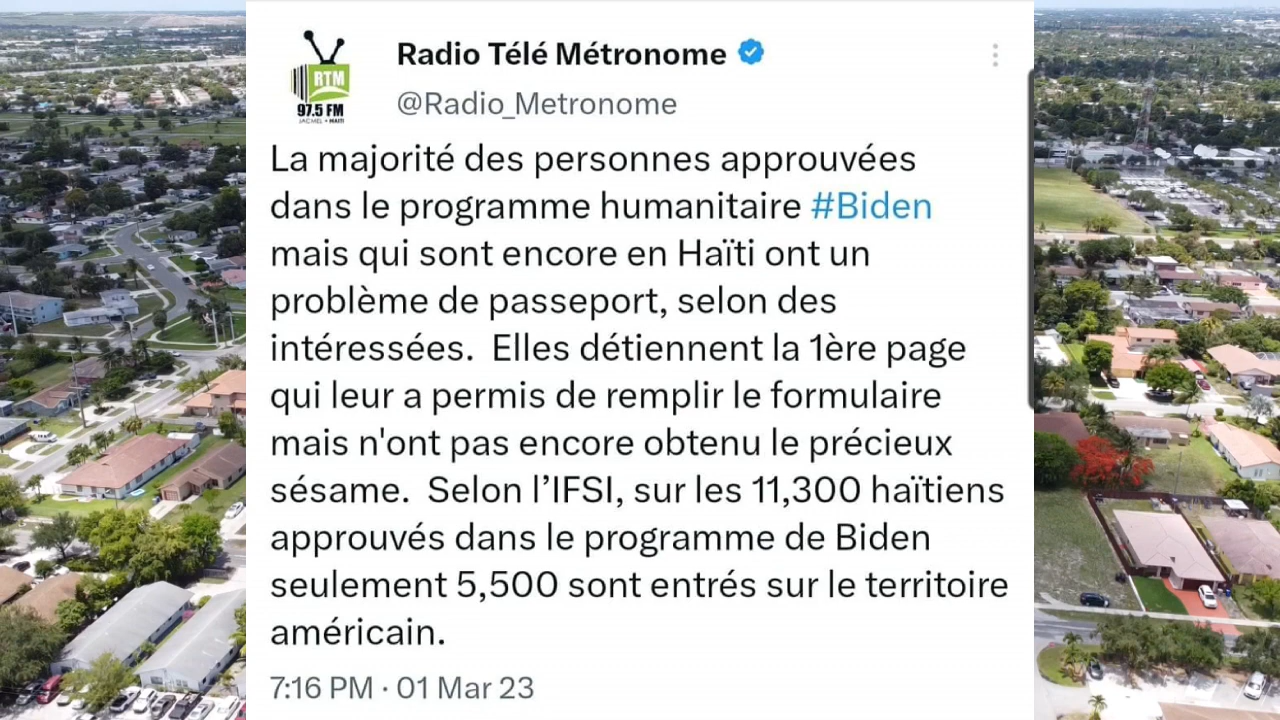 RTM
97.5 FM
JACMEL • HAITI
Radio Télé Métronome
@Radio_Metronome
La majorité des personnes approuvées
dans le programme humanitaire #Biden
mais qui sont encore en Haïti ont un
problème de passeport, selon des
intéressées.  Elles détiennent la 1ère page
qui leur a permis de remplir le formulaire
mais n'ont pas encore obtenu le précieux
sésame.  Selon l’IFSI, sur les 11,300 haïtiens
approuvés dans le programme de Biden
seulement 5,500 sont entrés sur le territoire
américain.
7:16 PM · 01 Mar 23